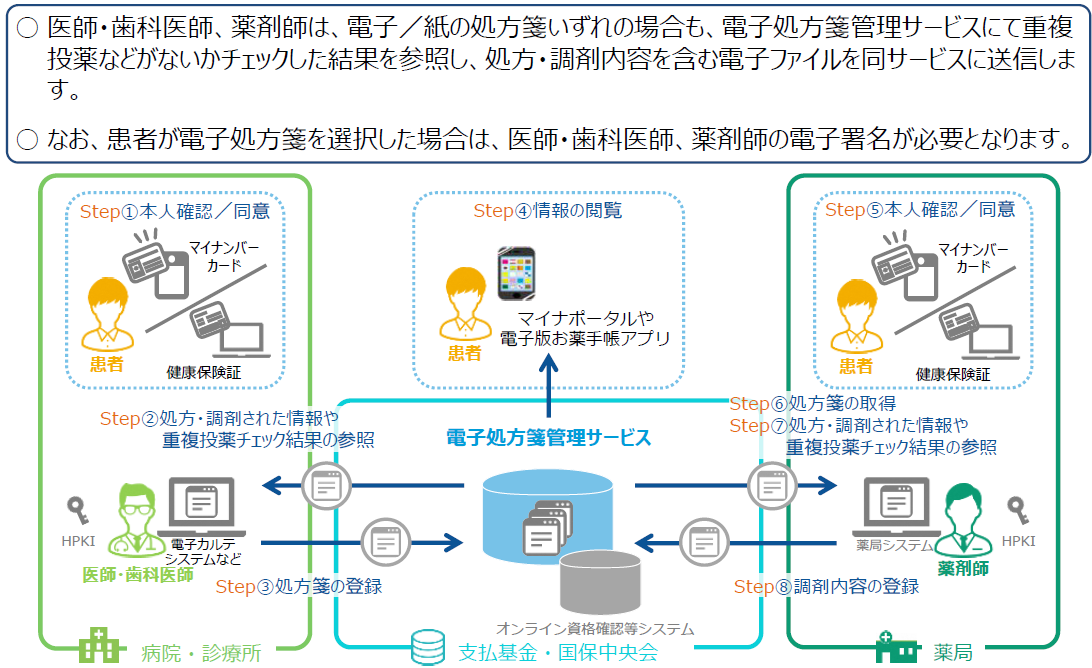 ○ 医師・歯科医師、薬剤師は、電子／紙の処方箋いずれの場合も、電子処方箋管理サービスにて重複
投薬などがないかチェックした結果を参照し、処方・調剤内容を含む電子ファイルを同サービスに送信しま
す。
○ なお、患者が電子処方箋を選択した場合は、医師・歯科医師、薬剤師の電子署名が必要となります。
Step①本人確認／同意
マイナンバー
カード
患者
健康保険証
Step④情報の閲覧
患者
マイナポータルや
電子版お薬手帳アプリ
Step⑤本人確認／同意
マイナンバー
カード
患者
健康保険証
Step②処方・調剤された情報や
重複投薬チェック結果の参照
電子処方箋管理サービス
Step⑥処方箋の取得
Step⑦処方・調剤された情報や
重複投薬チェック結果の参照
HPKI
電子カルテ
システムなど
医師・歯科医師
Step③処方箋の登録
薬局システム
HPKI
薬剤師
Step⑧調剤内容の登録
オンライン資格確認等システム
病院・診療所
支払基金・国保中央会
薬局